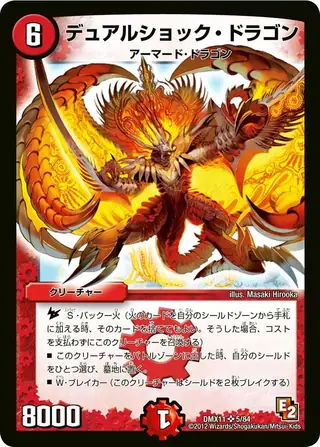 6
デュアルショック・ドラゴン
アーマード・ドラゴン
illus. Masaki Hirooka
クリーチャー
S・バック－火（火のカードを自分のシールドゾーンから手
に加える時、そのカードを捨ててもよい。そうした場合、コスト
を支払わずにこのクリーチャーを召喚する）
■ このクリーチャーをバトルゾーンに出した時、自分のシールド
をひとつ選び、墓地に置く。
■ W・ブレイカー（このクリーチャーはシールドを2枚ブレイクする）
8000
1
DMX11 5/84
©2012 Wizards/Shogakukan/Mitsui-Kids
E2